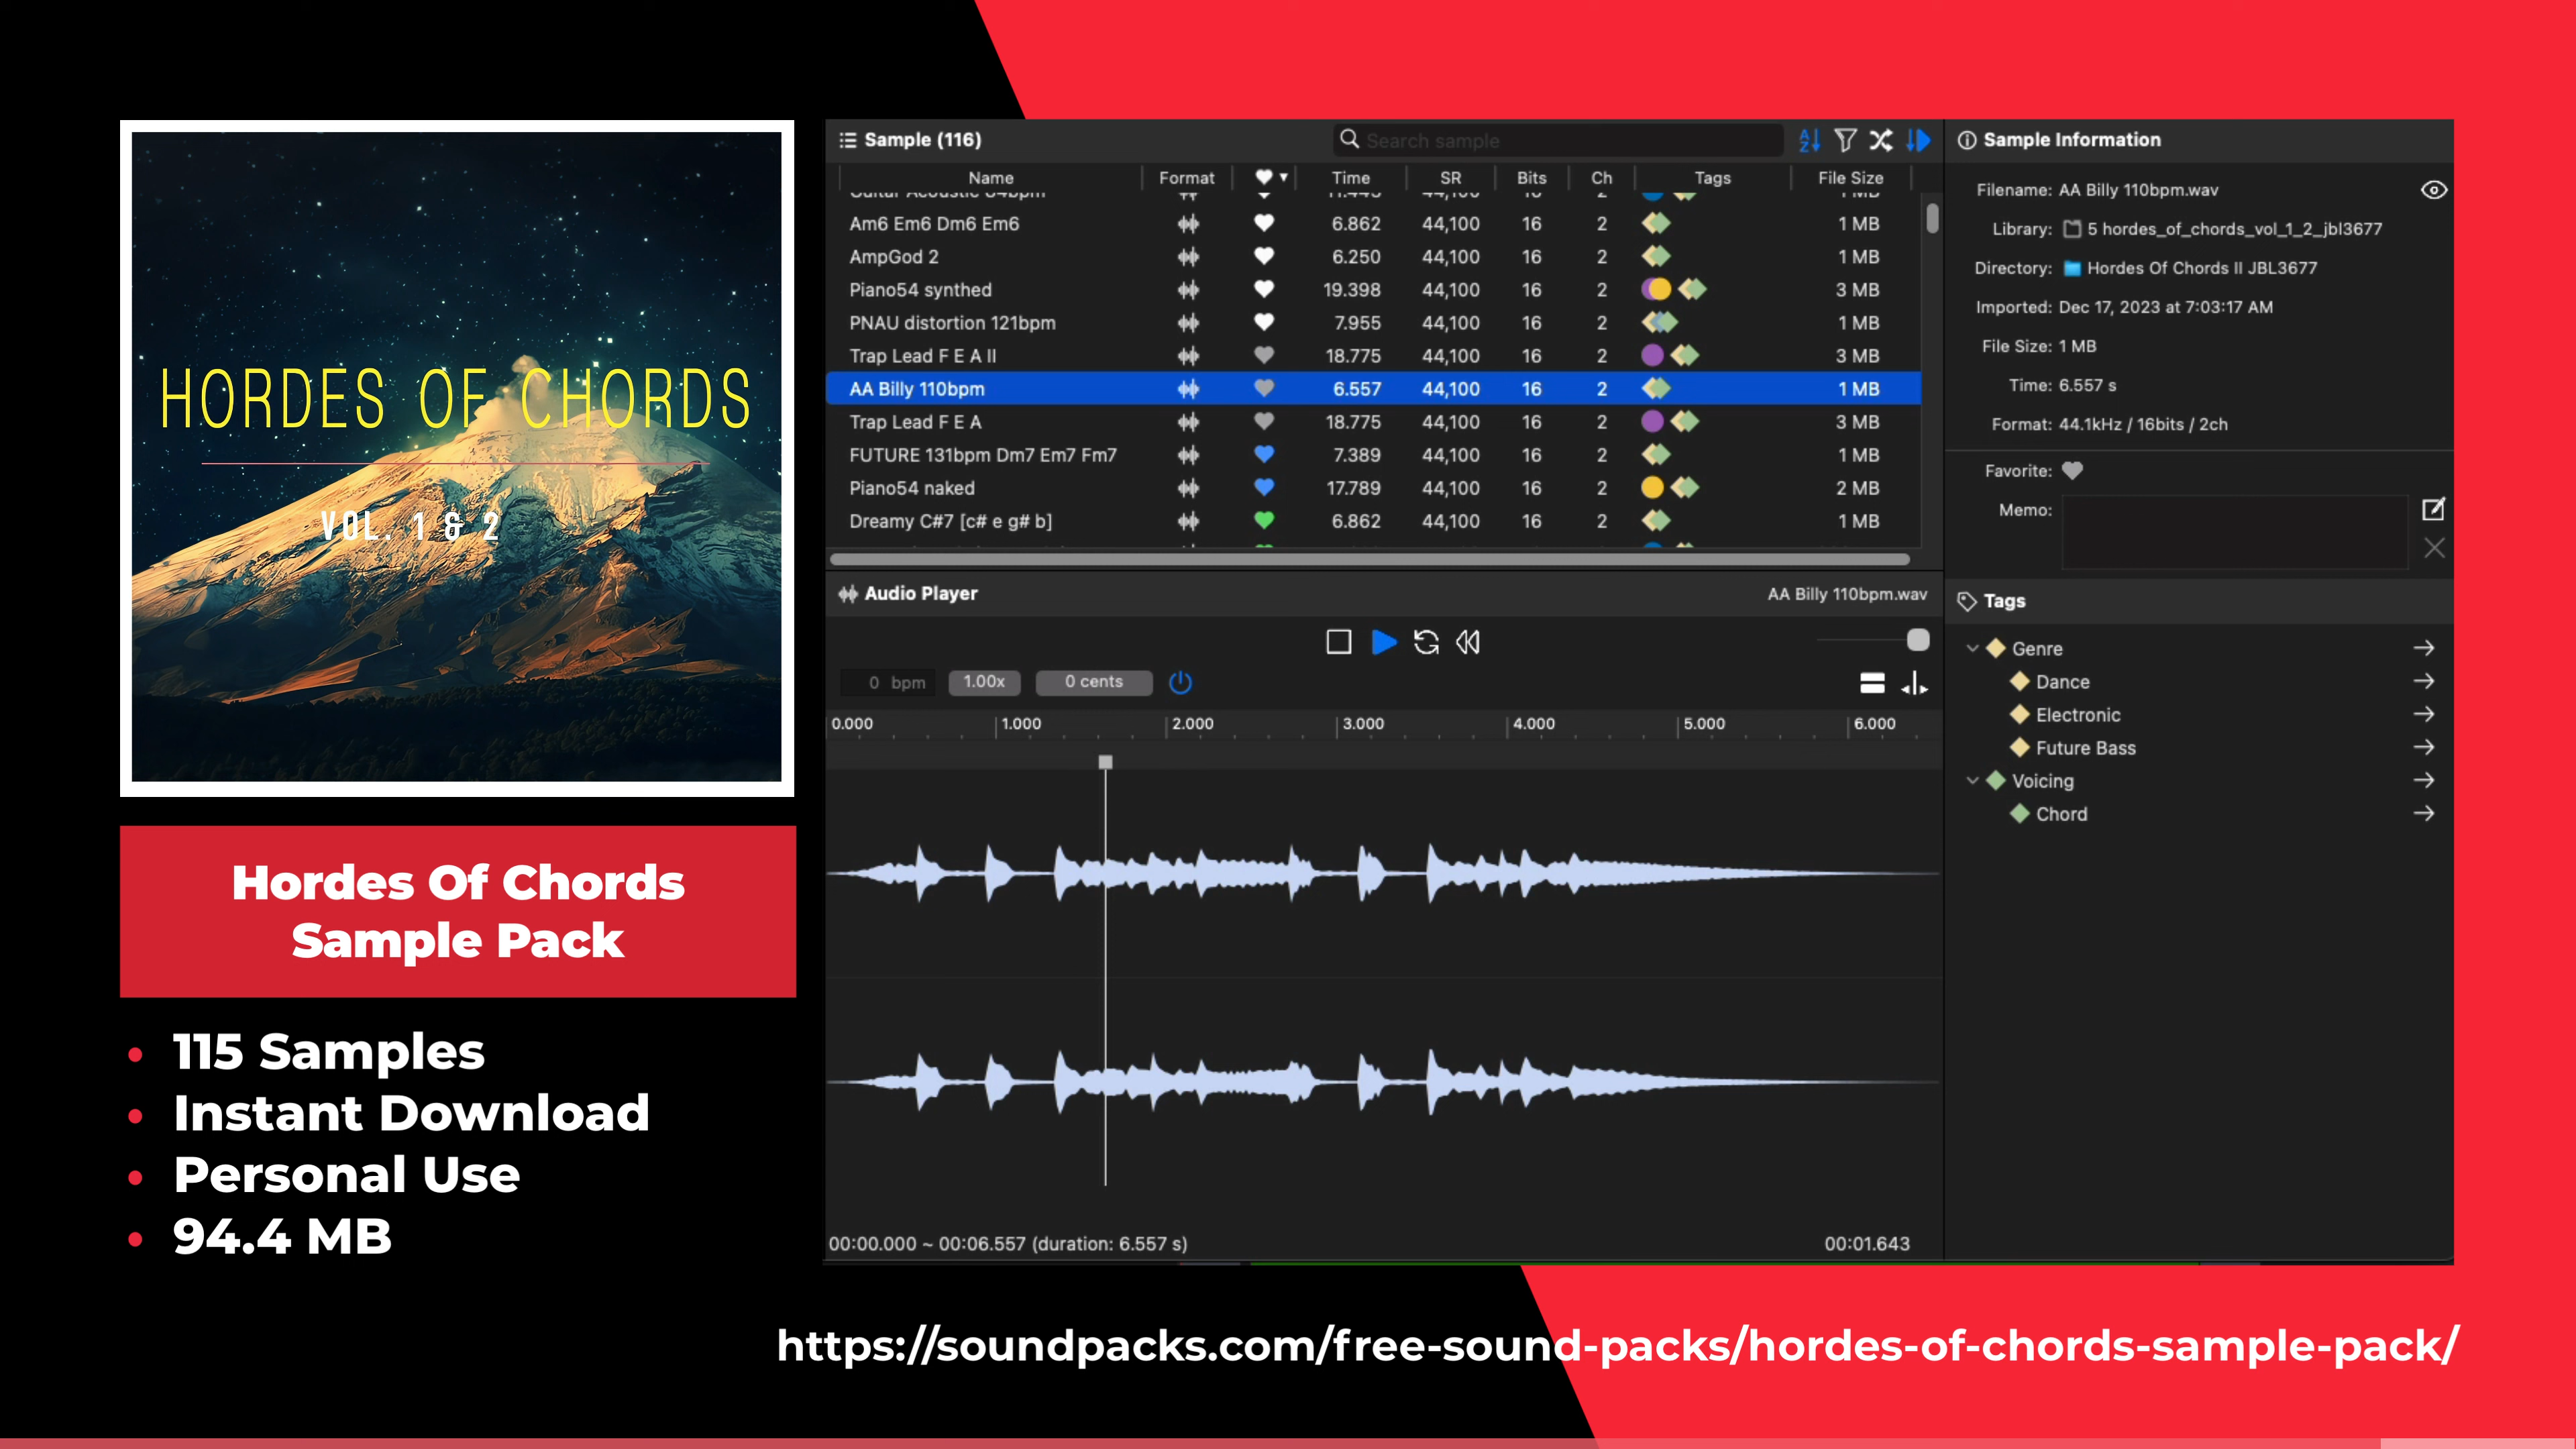 HORDES OF CHORDS
VOL. 1 & 2
Hordes Of Chords
Sample Pack
• 115 Samples
• Instant Download
• Personal Use
• 94.4 MB
Sample (116)
Search sample
Name Format Time SR Bits Ch Tags File Size
Am6 Em6 Dm6 Em6 6.862 44,100 16 2 1 MB
AmpGod 2 6.250 44,100 16 2 1 MB
Piano54 synthed 19.398 44,100 16 2 3 MB
PNAU distortion 121bpm 7.955 44,100 16 2 1 MB
Trap Lead F E A II 18.775 44,100 16 2 3 MB
AA Billy 110bpm 6.557 44,100 16 2 1 MB
Trap Lead F E A 18.775 44,100 16 2 3 MB
FUTURE 131bpm Dm7 Em7 Fm7 7.389 44,100 16 2 1 MB
Piano54 naked 17.789 44,100 16 2 2 MB
Dreamy C#7 [c# e g# b] 6.862 44,100 16 2 1 MB
Audio Player AA Billy 110bpm.wav
0 bpm 1.00x 0 cents
0.000 1.000 2.000 3.000 4.000 5.000 6.000
00:00.000 ~ 00:06.557 (duration: 6.557 s) 00:01.643
Sample Information
Filename: AA Billy 110bpm.wav
Library: 5 hordes_of_chords_vol_1_2_jbl3677
Directory: Hordes Of Chords II JBL3677
Imported: Dec 17, 2023 at 7:03:17 AM
File Size: 1 MB
Time: 6.557 s
Format: 44.1kHz / 16bits / 2ch
Favorite:
Memo:
Tags
Genre
Dance
Electronic
Future Bass
Voicing
Chord
https://soundpacks.com/free-sound-packs/hordes-of-chords-sample-pack/